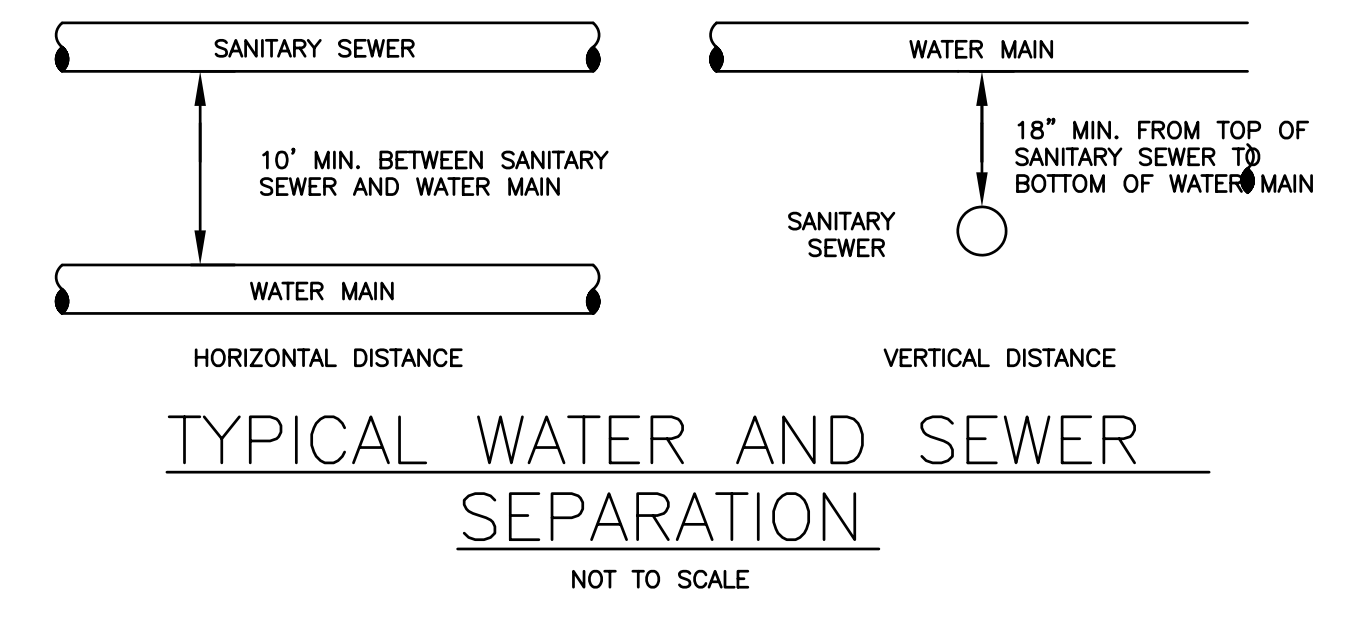 SANITARY SEWER
10' MIN. BETWEEN SANITARY
SEWER AND WATER MAIN
WATER MAIN
HORIZONTAL DISTANCE
WATER MAIN
18" MIN. FROM TOP OF
SANITARY SEWER TO
BOTTOM OF WATER MAIN
SANITARY
SEWER
VERTICAL DISTANCE
TYPICAL WATER AND SEWER
SEPARATION
NOT TO SCALE